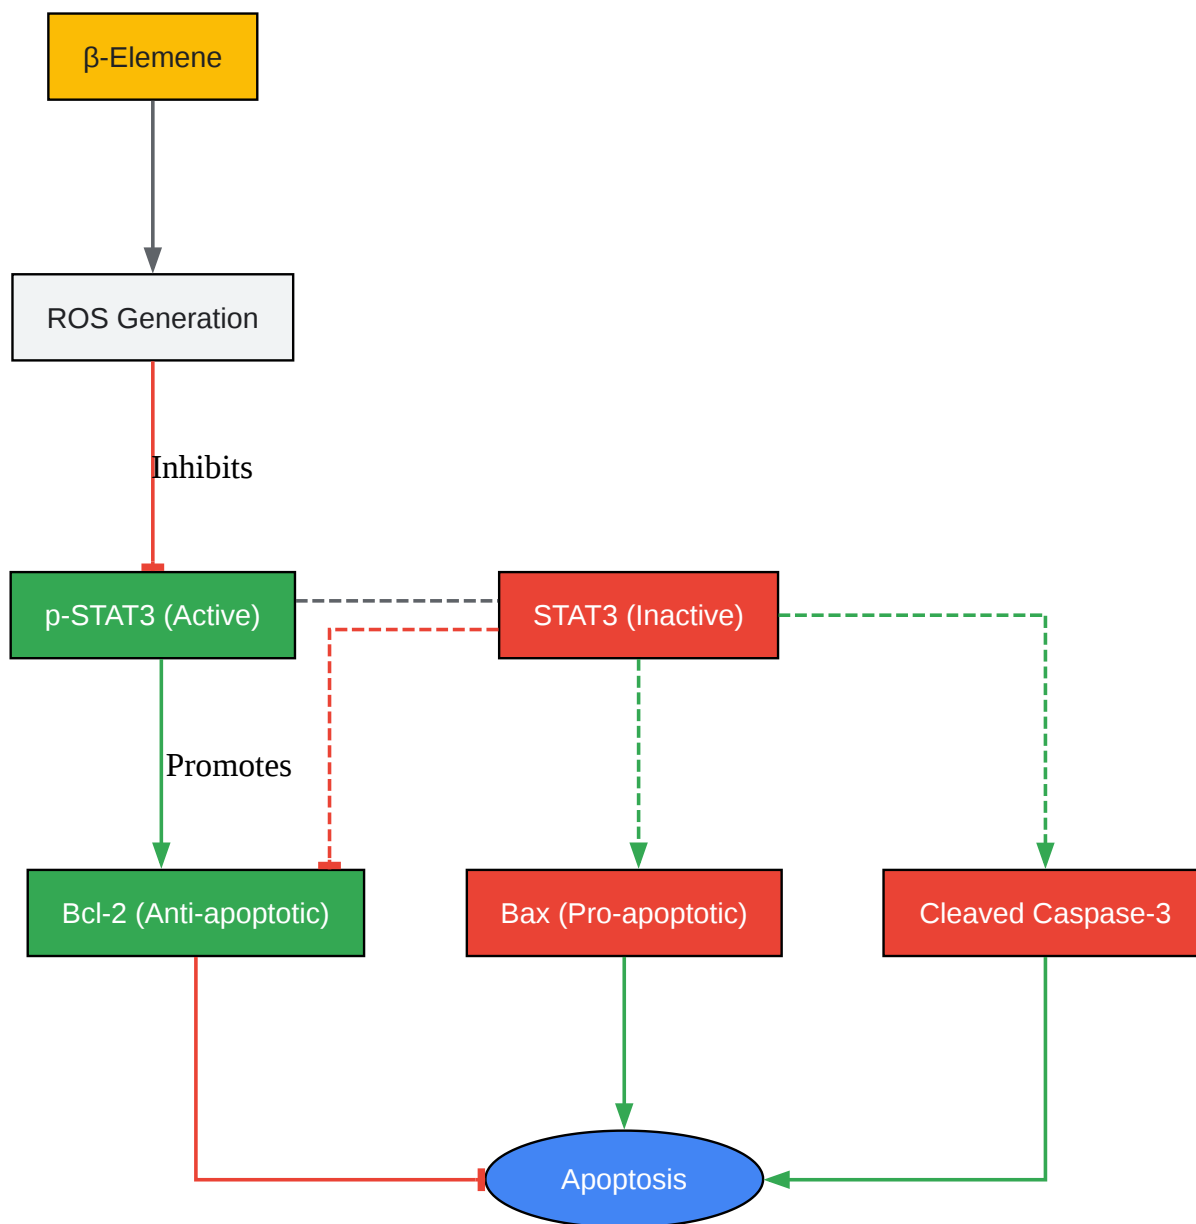 β-Elemene
ROS Generation
Inhibits
p-STAT3 (Active)
STAT3 (Inactive)
Promotes
Bcl-2 (Anti-apoptotic)
Bax (Pro-apoptotic)
Cleaved Caspase-3
Apoptosis